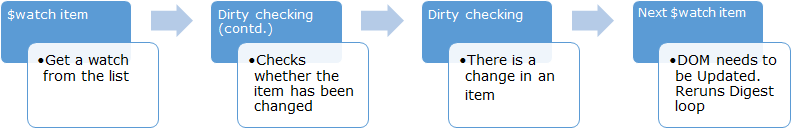 $watch item
•Get a watch
from the list
Dirty checking
(contd.)
•Checks
whether the
item has been
changed
Dirty checking
•There is a
change in an
item
Next $watch item
•DOM needs to
be Updated.
Reruns Digest
loop